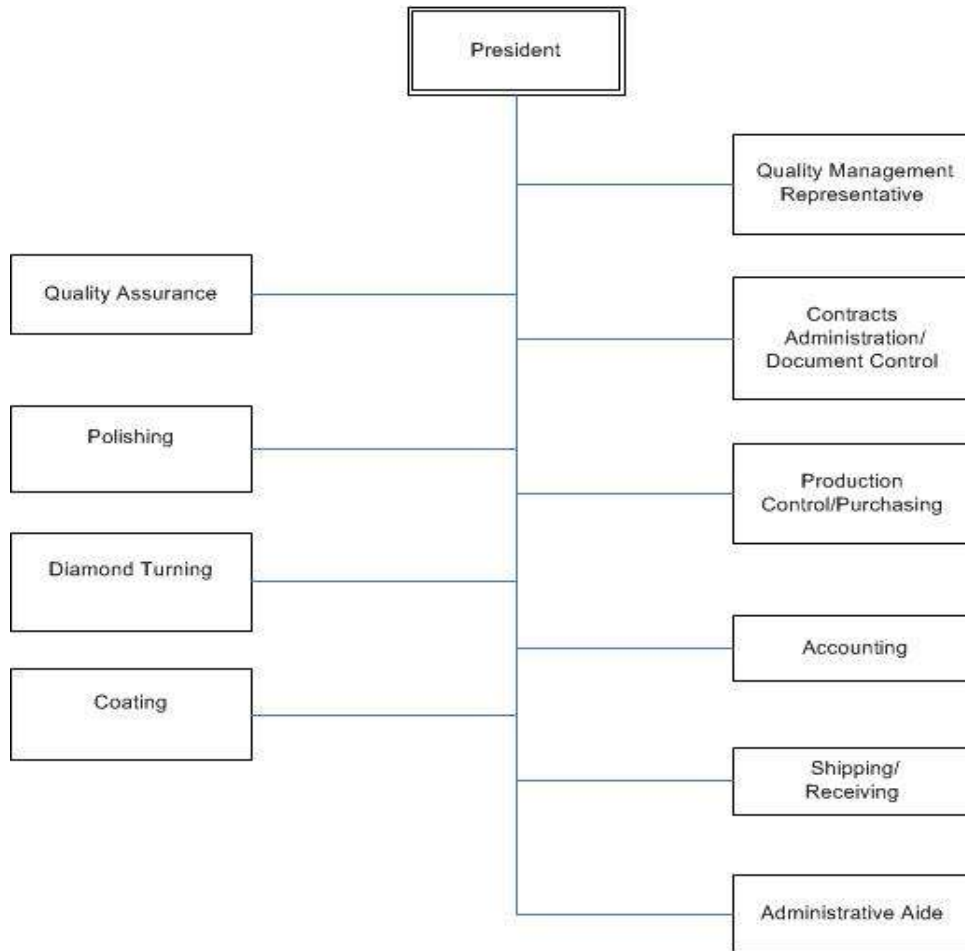 President
Quality Management
Representative
Quality Assurance
Contracts
Administration/
Document Control
Polishing
Production
Control/Purchasing
Diamond Turning
Accounting
Coating
Shipping/
Receiving
Administrative Aide